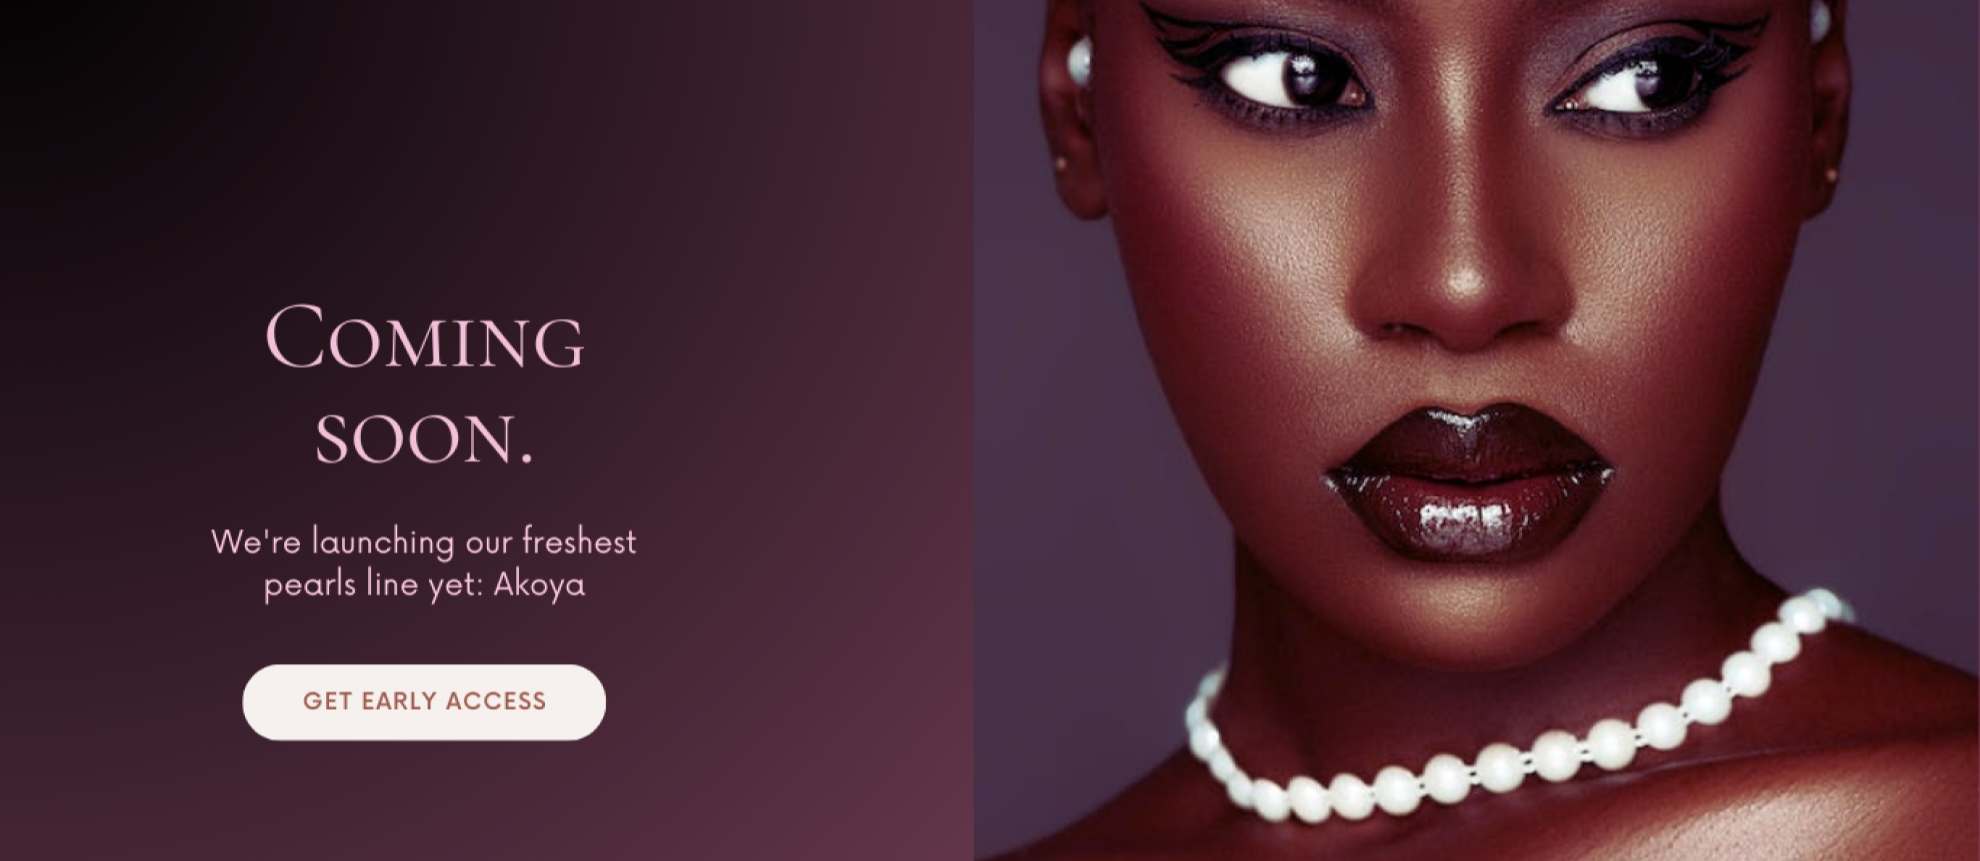 Coming
soon.
We're launching our freshest
pearls line yet: Akoya
GET EARLY ACCESS